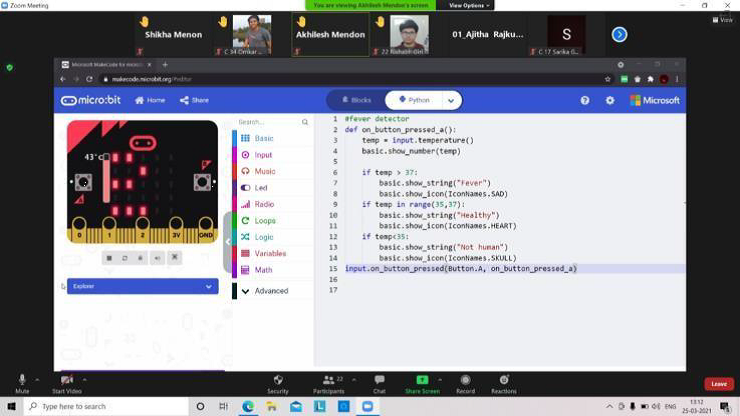 Zoom Meeting
You are viewing Akhilesh Mendon's screen
View Options
Shikha Menon
C 34 Omkar
Akhilesh Mendon
Akhilesh Mendon
22 Rishabh Giri
01_Ajitha Rajku...
S
C 17 Sarika G
View
Microsoft MakeCode for micro:b
makecode.microbit.org/#editor
micro:bit
Home
Share
Blocks
Python
Microsoft
43°C
0 1 2 3V GND
Explorer
Search...
Basic
Input
Music
Led
Radio
Loops
Logic
Variables
Math
Advanced
1 #fever detector
2 def on_button_pressed_a():
3 temp = input.temperature()
4 basic.show_number(temp)
5
6 if temp > 37:
7 basic.show_string("Fever")
8 basic.show_icon(IconNames.SAD)
9 if temp in range(35,37):
10 basic.show_string("Healthy")
11 basic.show_icon(IconNames.HEART)
12 if temp<35:
13 basic.show_string("Not human")
14 basic.show_icon(IconNames.SKULL)
15 input.on_button_pressed(Button.A, on_button_pressed_a)
16
17
Mute
Start Video
Security
Participants
22
Chat
Share Screen
Record
Reactions
Leave
Type here to search
ENG
13:12
25-03-2021